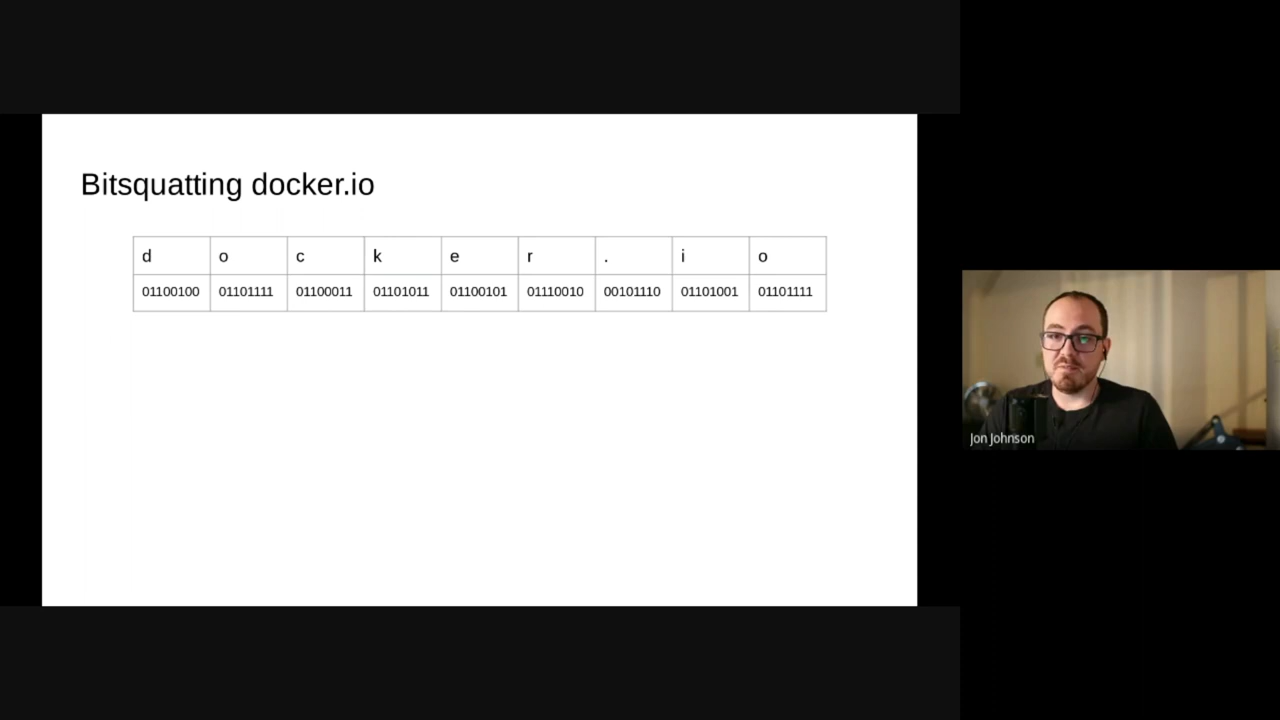 Bitsquatting docker.io
d o c k e r . i o
01100100 01101111 01100011 01101011 01100101 01110010 00101110 01101001 01101111
Jon Johnson